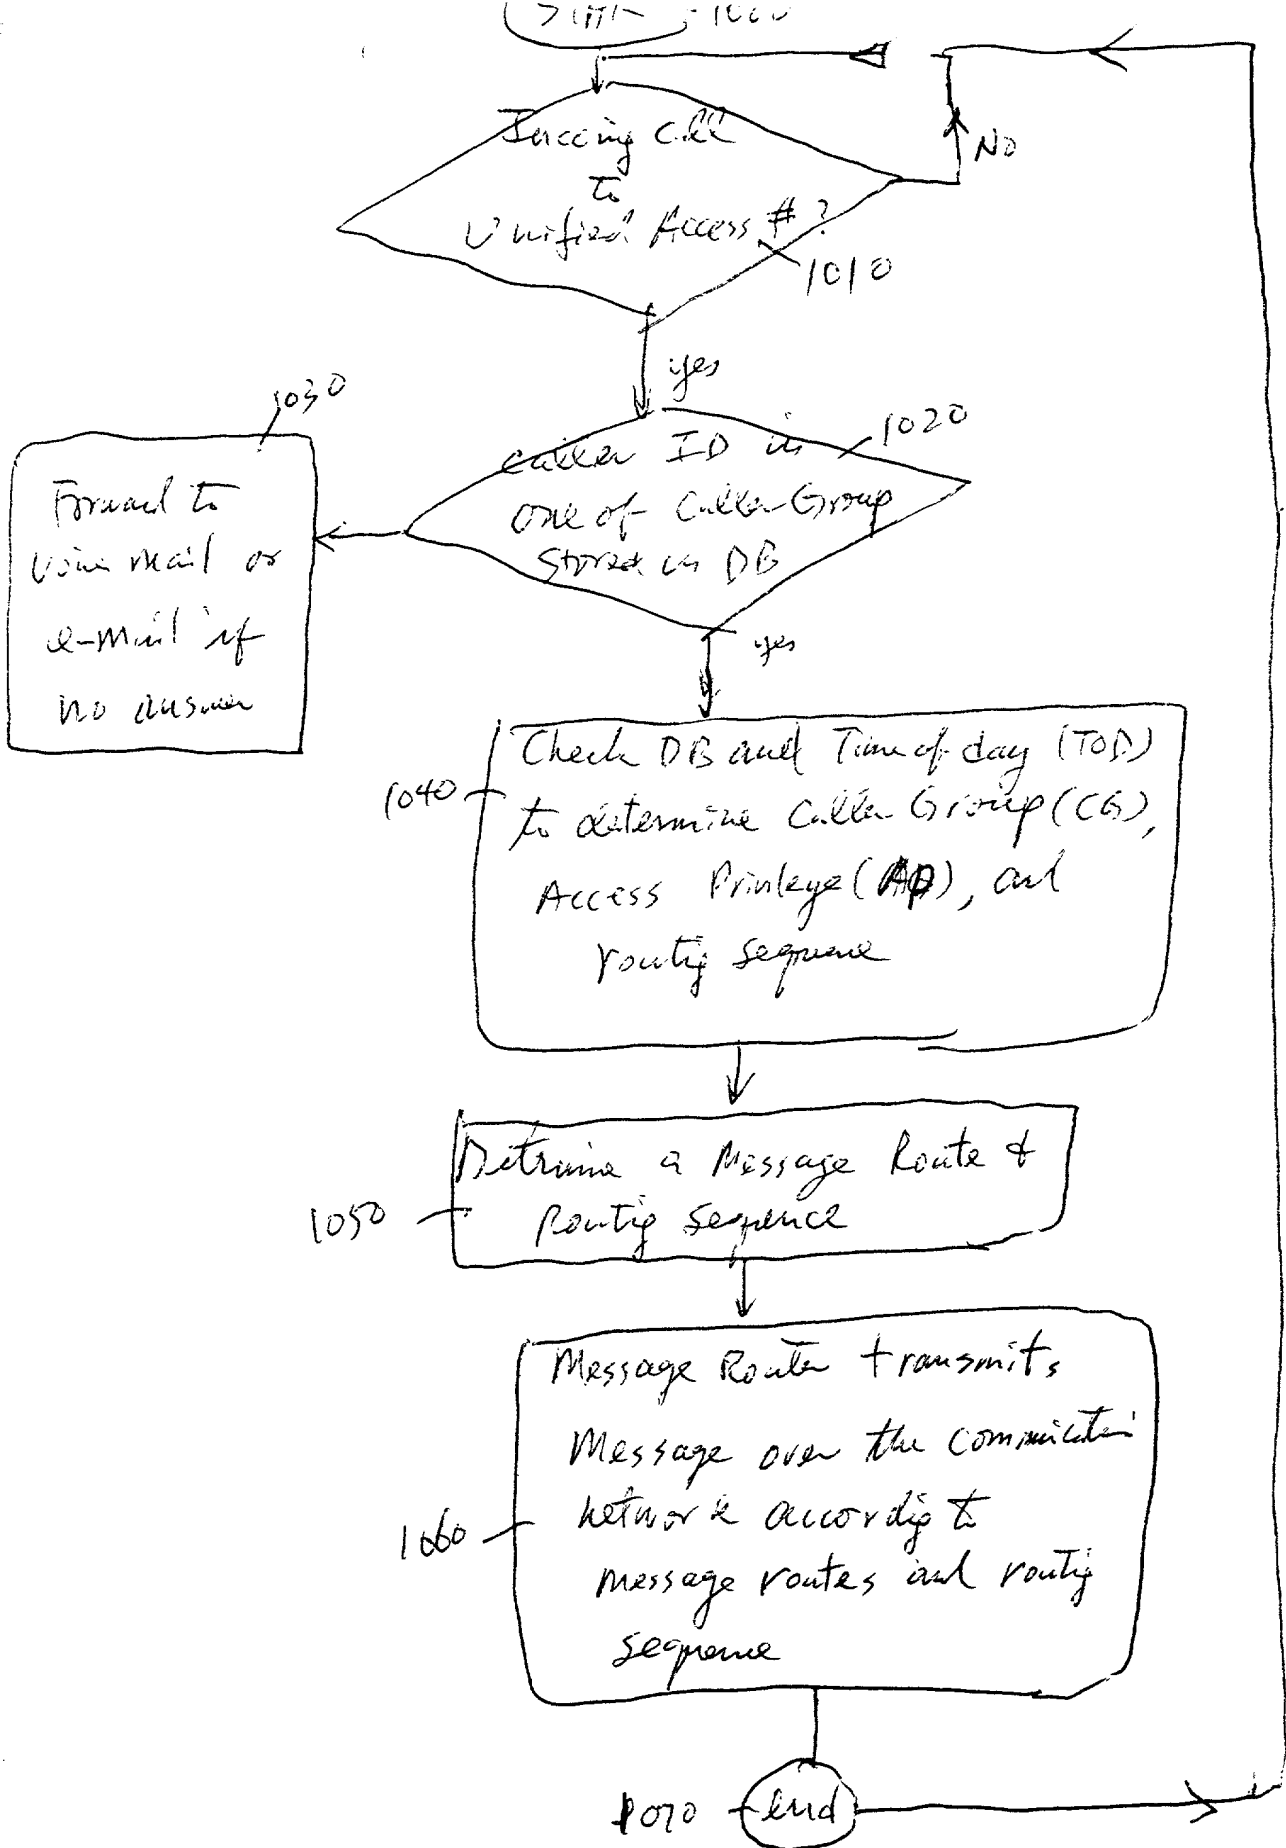 Start 1000
Incoming Call
to
Unified Access # ?
NO
1010
yes
1030
1020
Caller ID in
one of Caller Group
Stored in DB
Forward to
Voice Mail or
e-Mail if
no answer
yes
Check DB and Time of day (TOD)
to determine Caller Group (CG),
Access Privilege (AP), and
routing sequence
1040
Determine a Message Route &
Routing Sequence
1050
Message Router transmits
Message over the communication
network according to
message routes and routing
sequence
1060
1070
end